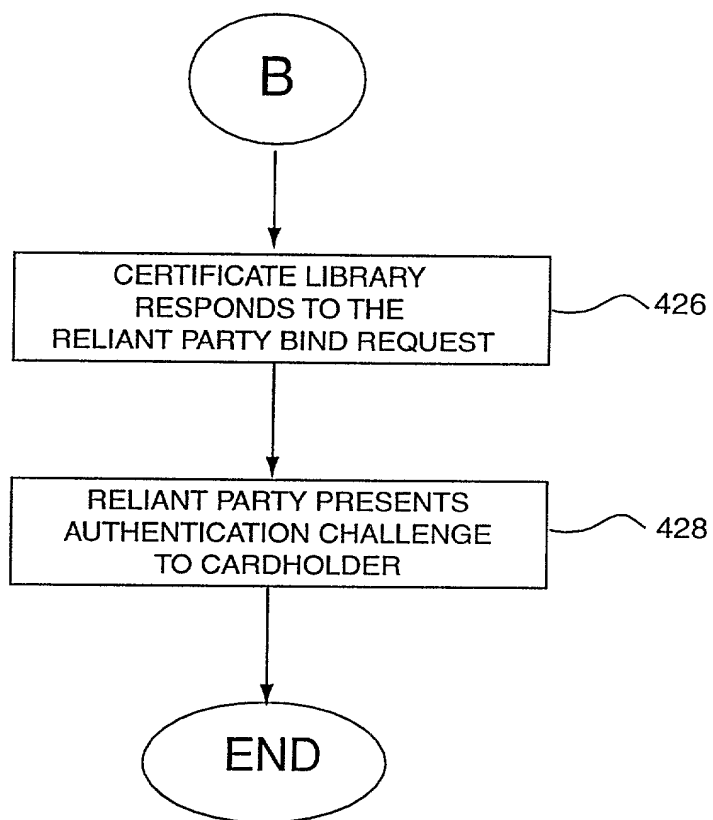 B
CERTIFICATE LIBRARY
RESPONDS TO THE
RELIANT PARTY BIND REQUEST
426
RELIANT PARTY PRESENTS
AUTHENTICATION CHALLENGE
TO CARDHOLDER
428
END